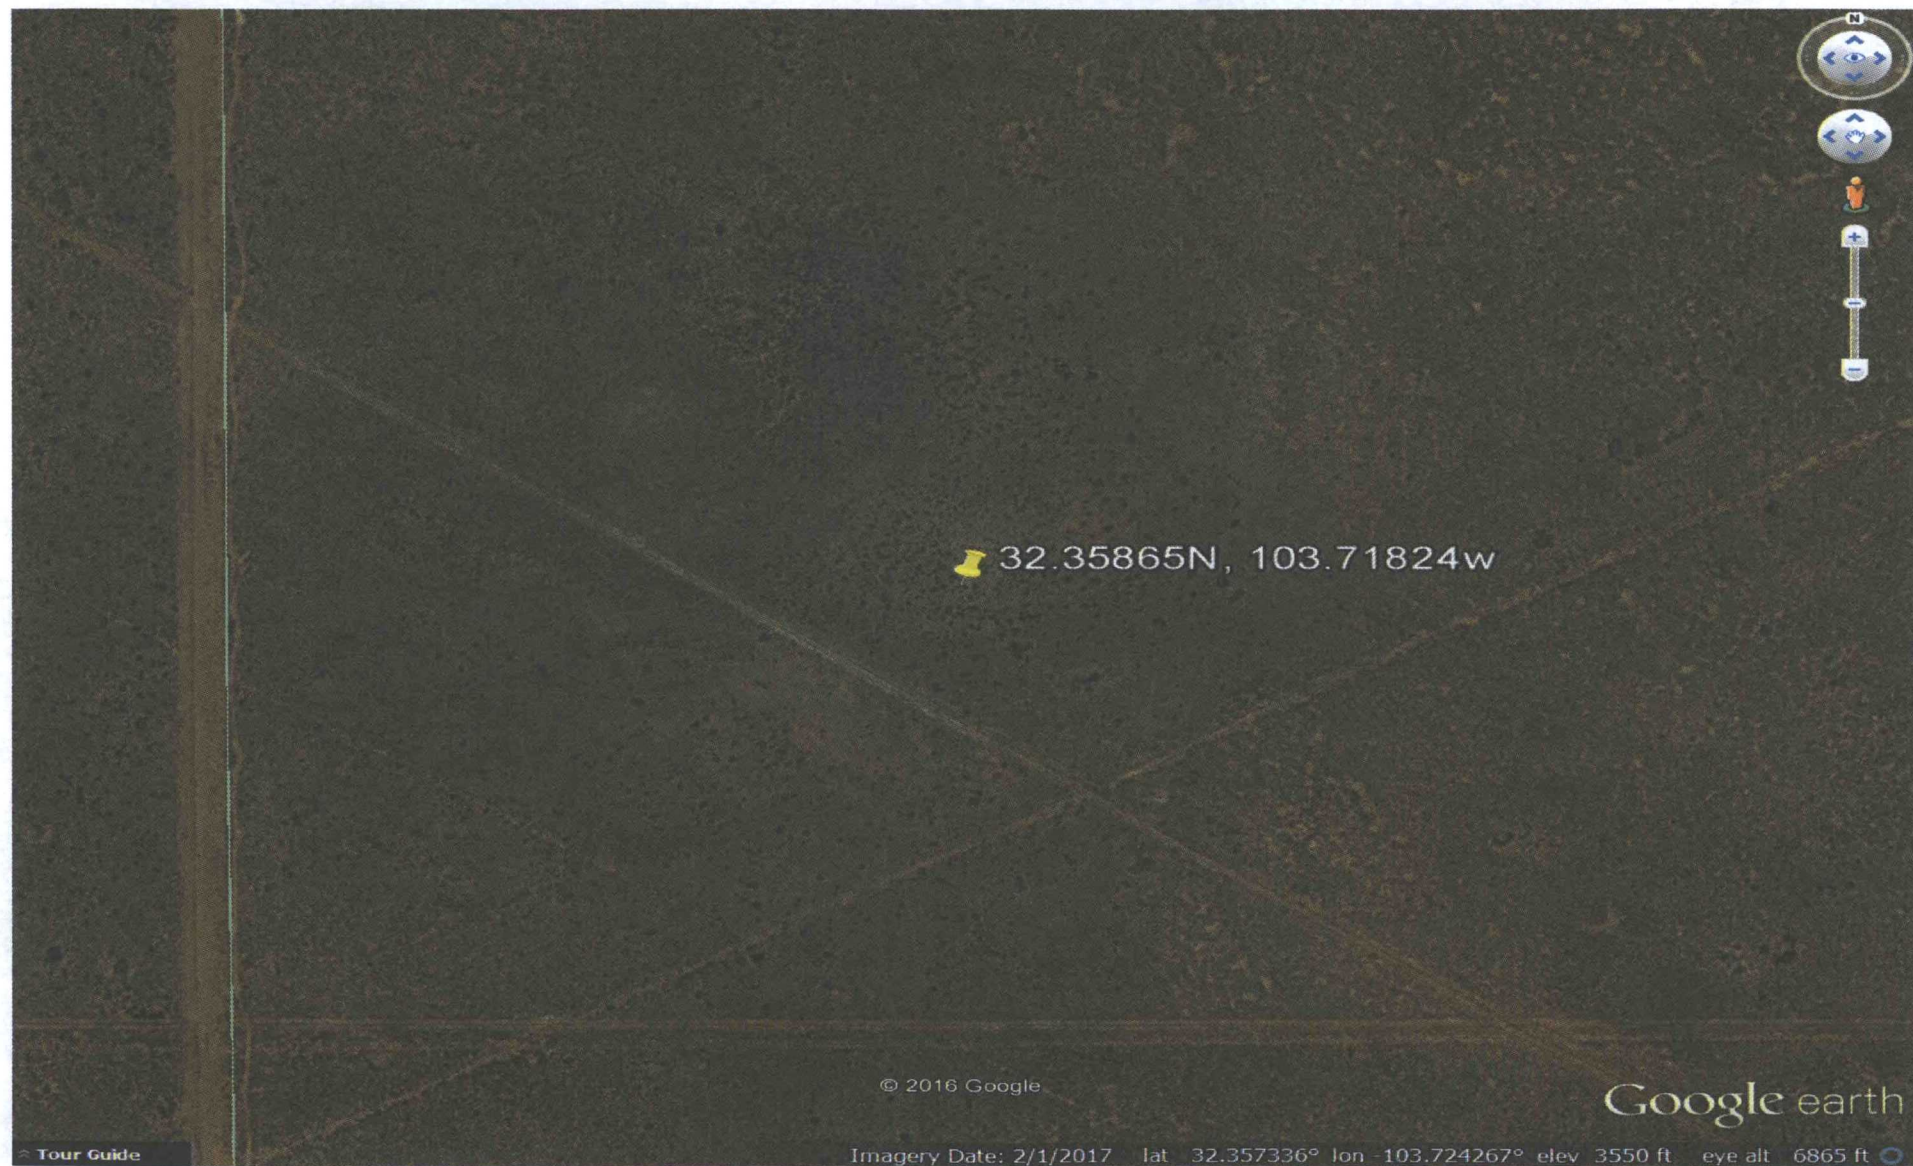 N
32.35865N, 103.71824w
© 2016 Google
Google earth
Tour Guide
Imagery Date: 2/1/2017 lat 32.357336° lon -103.724267° elev 3550 ft eye alt 6865 ft